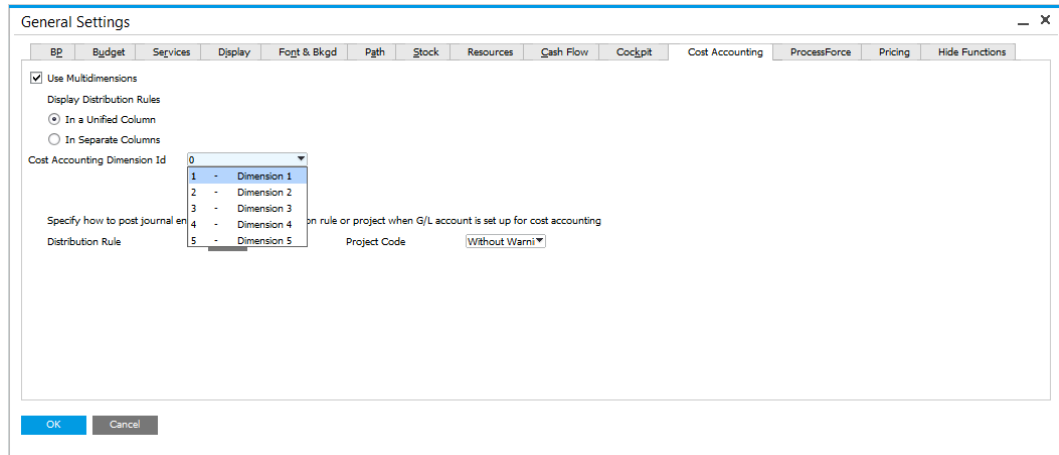 General Settings
BP Budget Services Display Font & Bkgd Path Stock Resources Cash Flow Cockpit Cost Accounting ProcessForce Pricing Hide Functions
Use Multidimensions
Display Distribution Rules
In a Unified Column
In Separate Columns
Cost Accounting Dimension Id 0
1 - Dimension 1
2 - Dimension 2
3 - Dimension 3
Specify how to post journal en on rule or project when G/L account is set up for cost accounting
4 - Dimension 4
Distribution Rule 5 - Dimension 5 Project Code Without Warni
OK Cancel